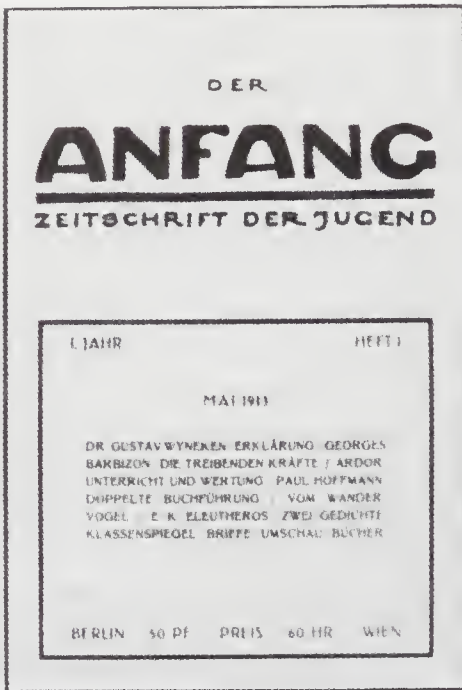 DER
ANFANG
ZEITSCHRIFT DER JUGEND
I. JAHR HEFT 1
MAI 1913
DR GUSTAV WYNEKEN ERKLÄRUNG GEORGES
BARBIZON DIE TREIBENDEN KRÄFTE / ARDOR
UNTERRICHT UND WERTUNG PAUL HOFFMANN
DOPPELTE BUCHFÜHRUNG / VOM WANDER
VOGEL E K ELEUTHEROS ZWEI GEDICHTE
KLASSENSPIEGEL BRIEFE UMSCHAU BÜCHER
BERLIN 50 PF PREIS 60 HR WIEN